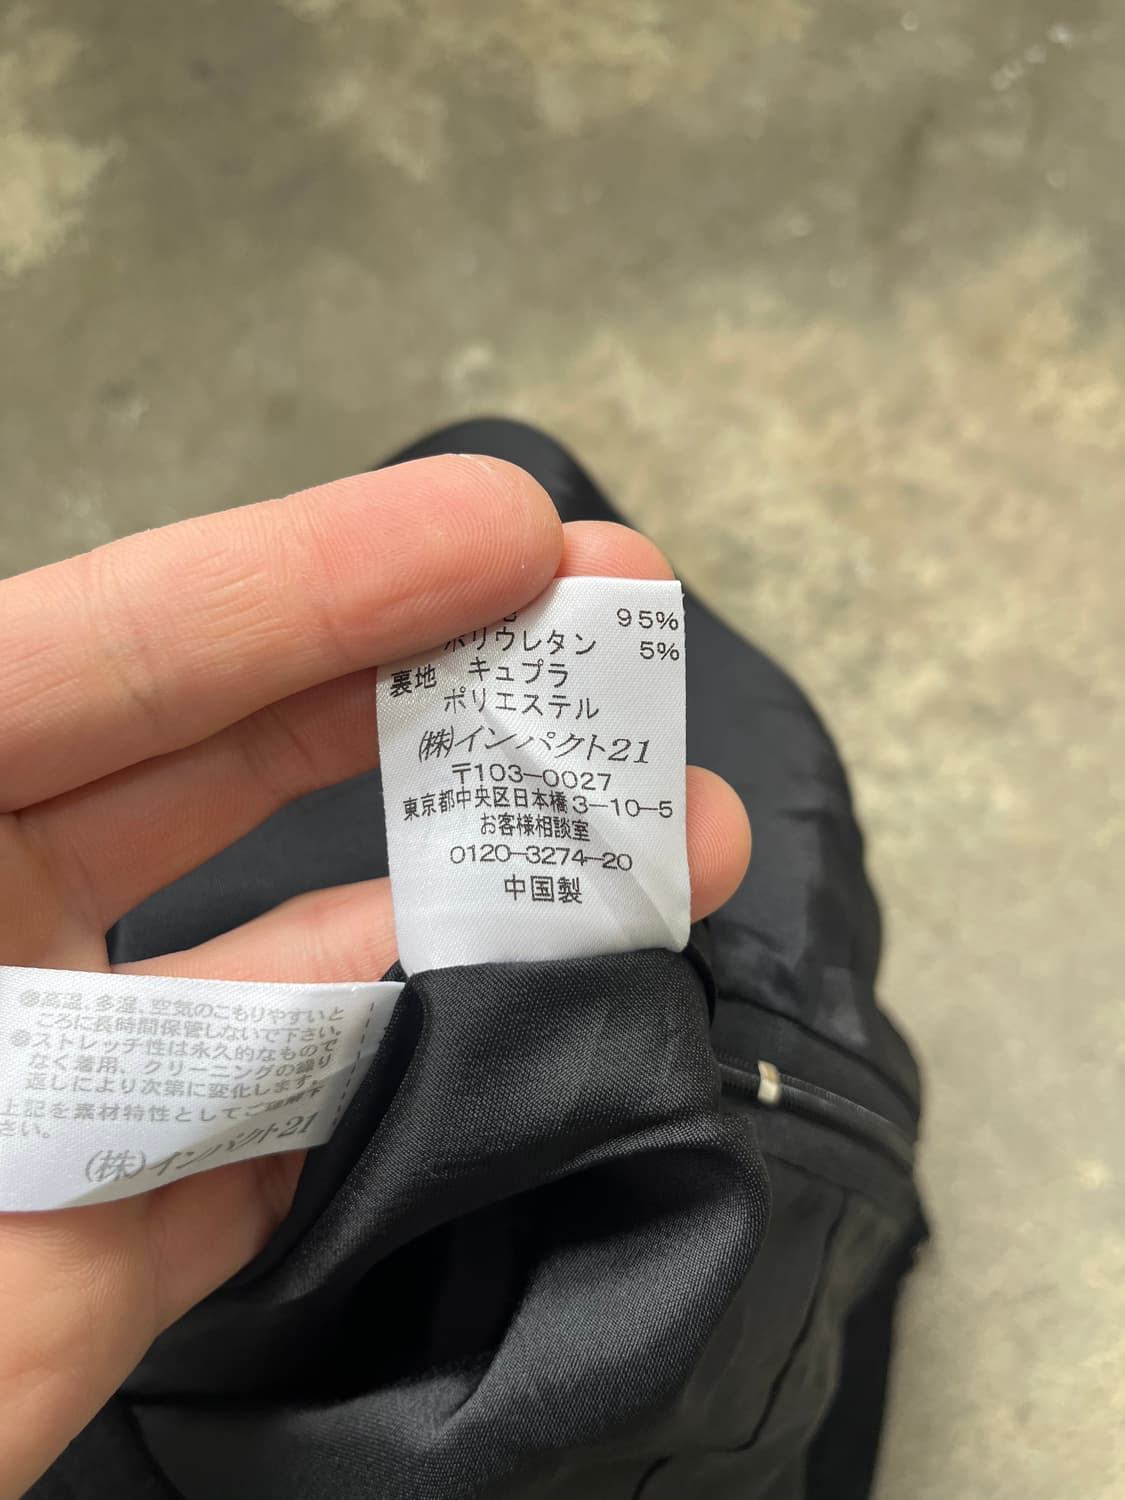 95%
ポリウレタン 5%
裏地 キュプラ
ポリエステル
(株)インパクト21
〒103-0027
東京都中央区日本橋3-10-5
お客様相談室
0120-3274-20
中国製
●高温、多湿、空気のこもりやすいと
ころに長時間保管しないで下さい。
●ストレッチ性は永久的なもので
なく着用、クリーニングの繰り
返しにより次第に変化します。
上記を素材特性としてご理解下
さい。
(株)インパクト21